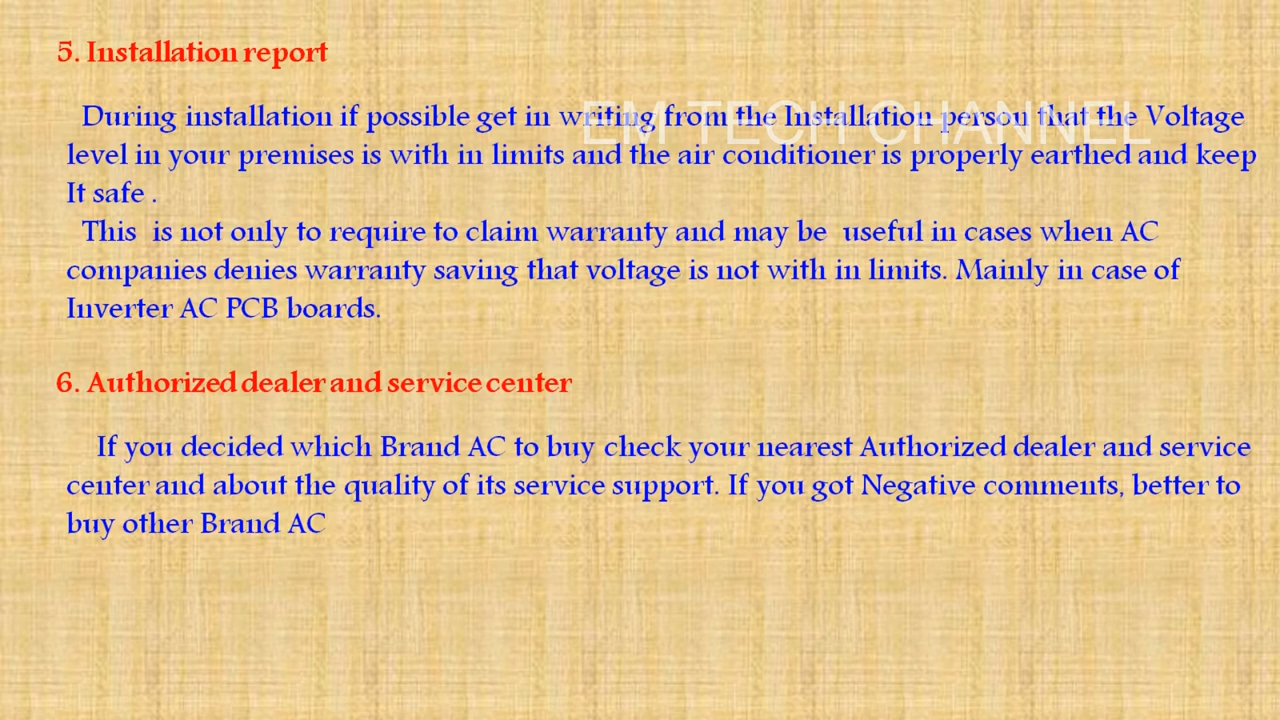 5. Installation report
EM TECH CHANNEL
During installation if possible get in writing from the Installation person that the Voltage
level in your premises is with in limits and the air conditioner is properly earthed and keep
It safe .
This is not only to require to claim warranty and may be useful in cases when AC
companies denies warranty saving that voltage is not with in limits. Mainly in case of
Inverter AC PCB boards.
6. Authorized dealer and service center
If you decided which Brand AC to buy check your nearest Authorized dealer and service
center and about the quality of its service support. If you got Negative comments, better to
buy other Brand AC